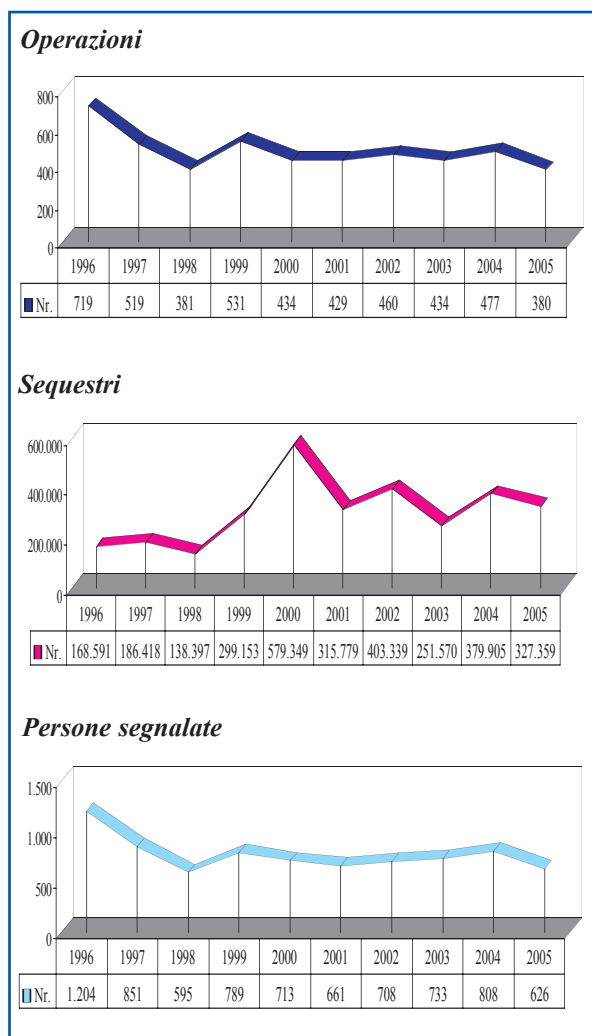 Operazioni
800
600
400
200
0
1996 1997 1998 1999 2000 2001 2002 2003 2004 2005
Nr. 719 519 381 531 434 429 460 434 477 380
Sequestri
600.000
400.000
200.000
0
1996 1997 1998 1999 2000 2001 2002 2003 2004 2005
Nr. 168.591 186.418 138.397 299.153 579.349 315.779 403.339 251.570 379.905 327.359
Persone segnalate
1.500
1.000
500
0
1996 1997 1998 1999 2000 2001 2002 2003 2004 2005
Nr. 1.204 851 595 789 713 661 708 733 808 626